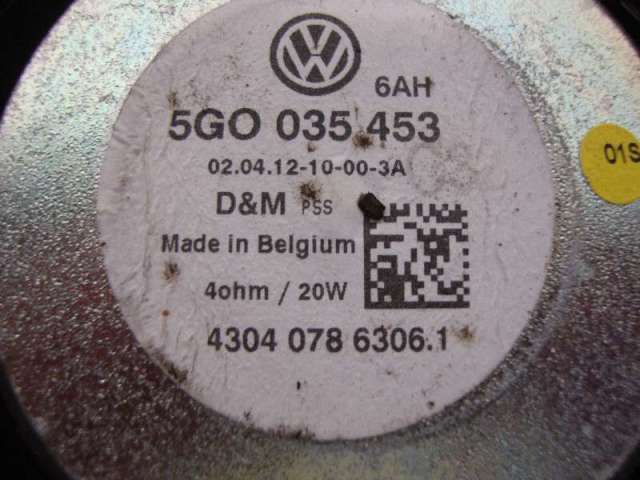 VW
6AH
5GO 035 453
02.04.12-10-00-3A
D&M PSS
Made in Belgium
4ohm / 20W
4304 078 6306.1
01S